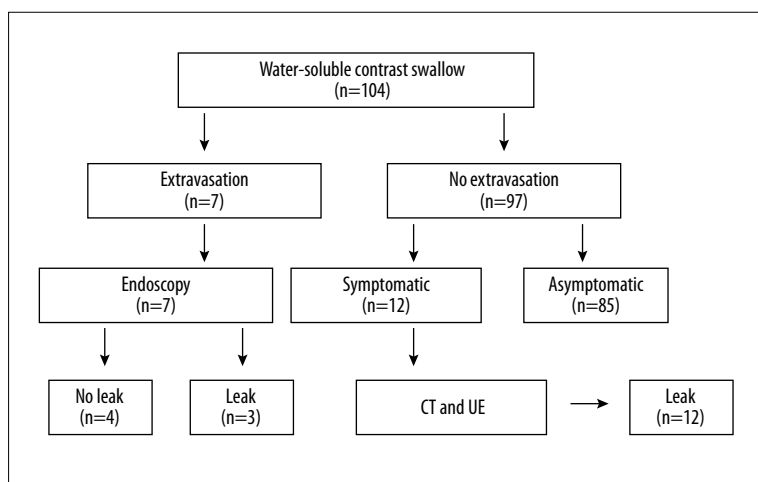 Water-soluble contrast swallow
(n=104)
Extravasation
(n=7)
No extravasation
(n=97)
Endoscopy
(n=7)
Symptomatic
(n=12)
Asymptomatic
(n=85)
No leak
(n=4)
Leak
(n=3)
CT and UE
Leak
(n=12)